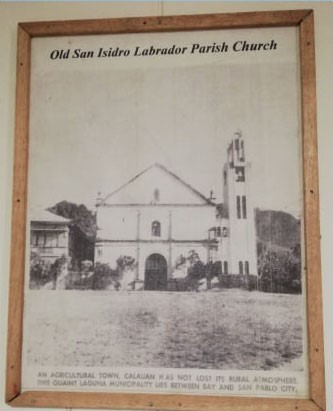 Old San Isidro Labrador Parish Church
AN AGRICULTURAL TOWN, CALAUAN HAS NOT LOST ITS RURAL ATMOSPHERE.
THIS QUAINT LAGUNA MUNICIPALITY LIES BETWEEN BAY AND SAN PABLO CITY.